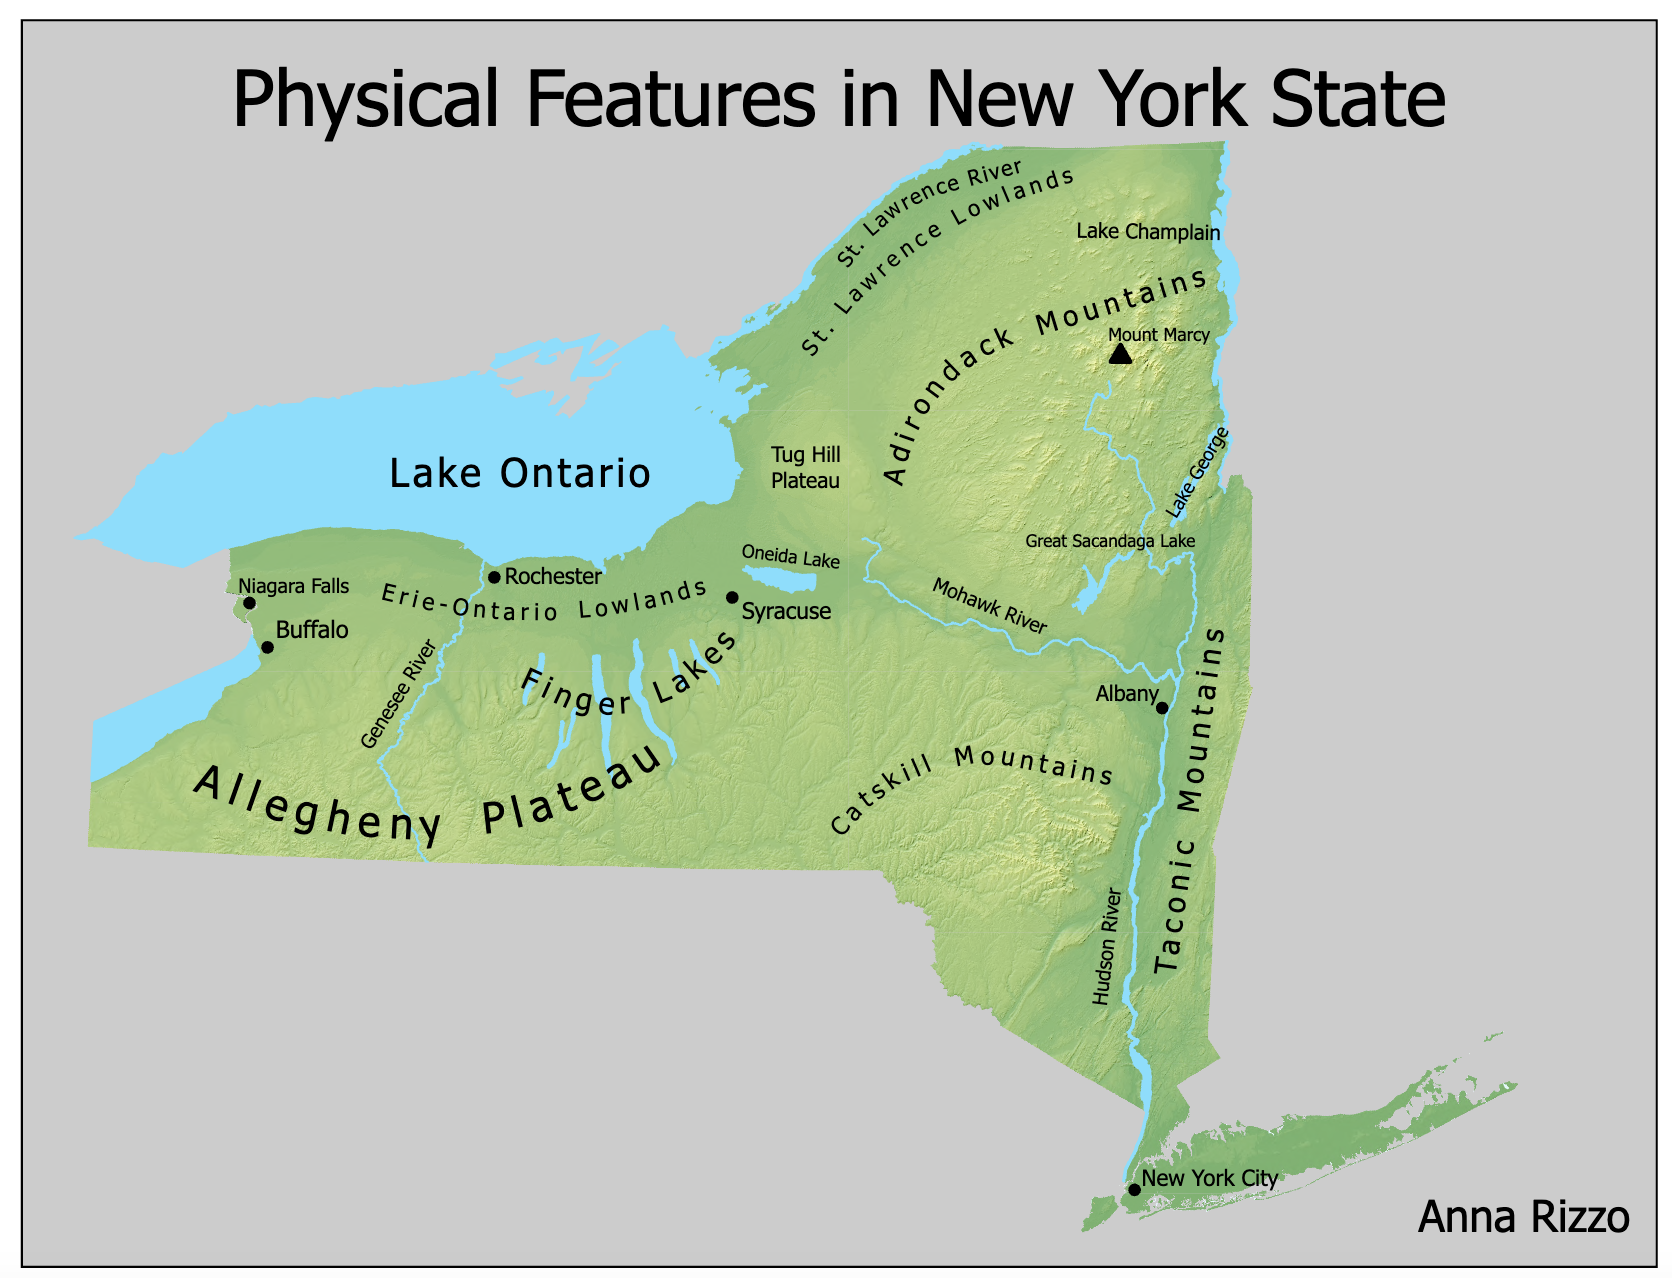 Physical Features in New York State
St. Lawrence River
St. Lawrence Lowlands
Lake Champlain
Adirondack Mountains
Mount Marcy
Lake Ontario
Tug Hill
Plateau
Lake George
Great Sacandaga Lake
Oneida Lake
Rochester
Niagara Falls
Erie-Ontario Lowlands
Mohawk River
Syracuse
Buffalo
Genesee River
Finger Lakes
Albany
Taconic Mountains
Allegheny Plateau
Catskill Mountains
Hudson River
New York City
Anna Rizzo